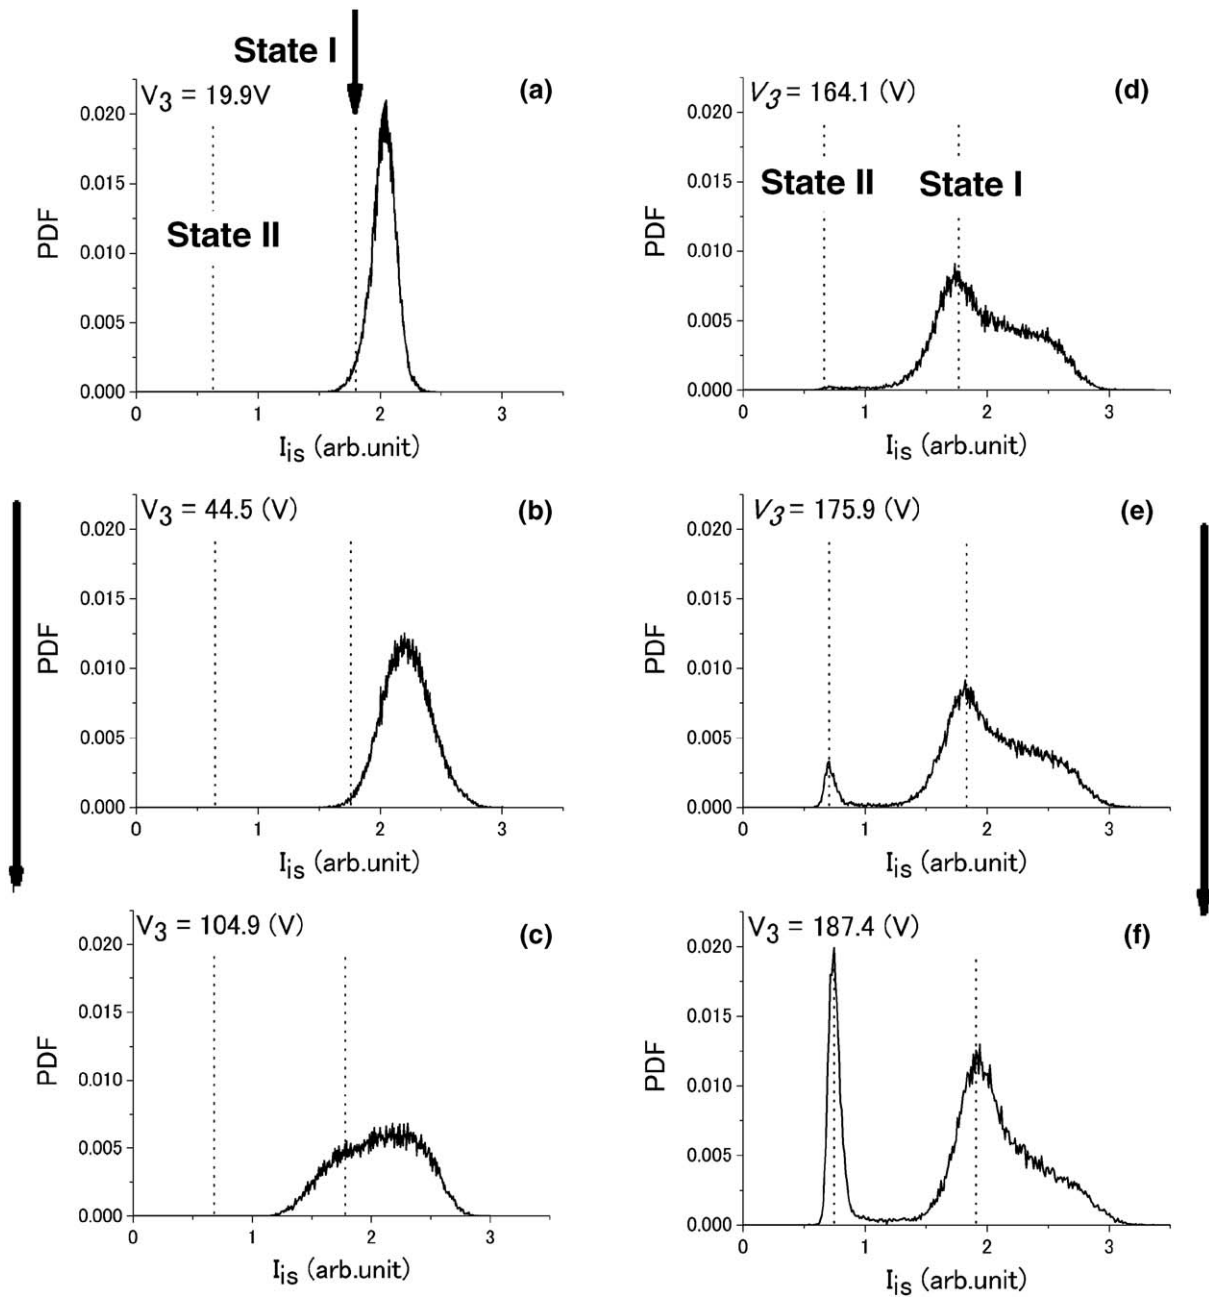 State I
V3 = 19.9V
(a)
0.020
0.015
0.010
0.005
0.000
PDF
State II
0
1
2
3
Iis (arb.unit)
V3 = 164.1 (V)
(d)
0.020
0.015
0.010
0.005
0.000
PDF
State II
State I
0
1
2
3
Iis (arb.unit)
V3 = 44.5 (V)
(b)
0.020
0.015
0.010
0.005
0.000
PDF
0
1
2
3
Iis (arb.unit)
V3 = 175.9 (V)
(e)
0.020
0.015
0.010
0.005
0.000
PDF
0
1
2
3
Iis (arb.unit)
V3 = 104.9 (V)
(c)
0.020
0.015
0.010
0.005
0.000
PDF
0
1
2
3
Iis (arb.unit)
V3 = 187.4 (V)
(f)
0.020
0.015
0.010
0.005
0.000
PDF
0
1
2
3
Iis (arb.unit)